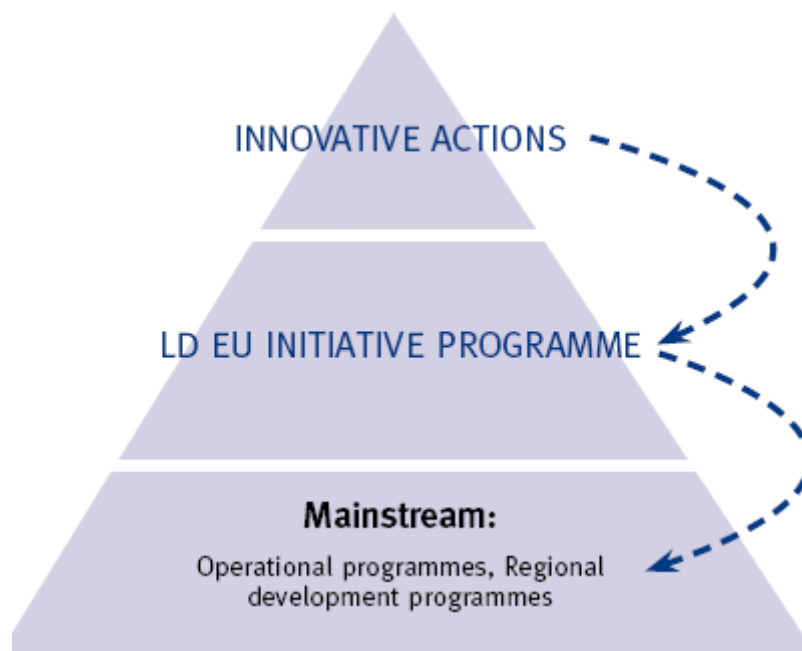 INNOVATIVE ACTIONS
LD EU INITIATIVE PROGRAMME
Mainstream:
Operational programmes, Regional
development programmes